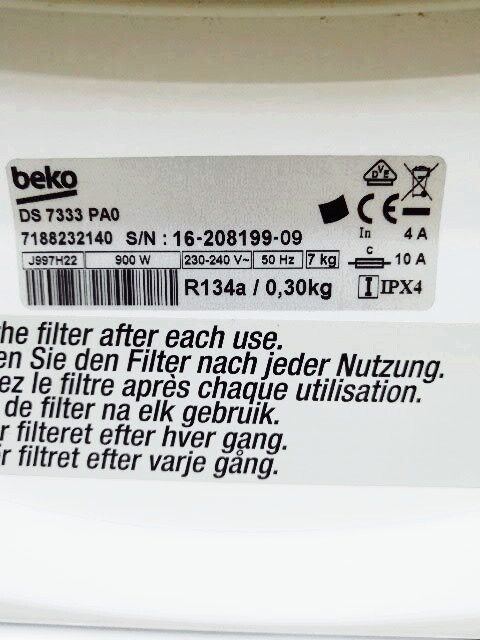 beko
DVE
DS 7333 PA0
CE
7188232140 S/N : 16-208199-09
In 4 A
J997H22 900 W 230-240 V~ 50 Hz 7 kg
C 10 A
R134a / 0,30kg
IPX4
he filter after each use.
en Sie den Filter nach jeder Nutzung.
ez le filtre après chaque utilisation.
de filter na elk gebruik.
r filteret efter hver gang.
r filtret efter varje gång.